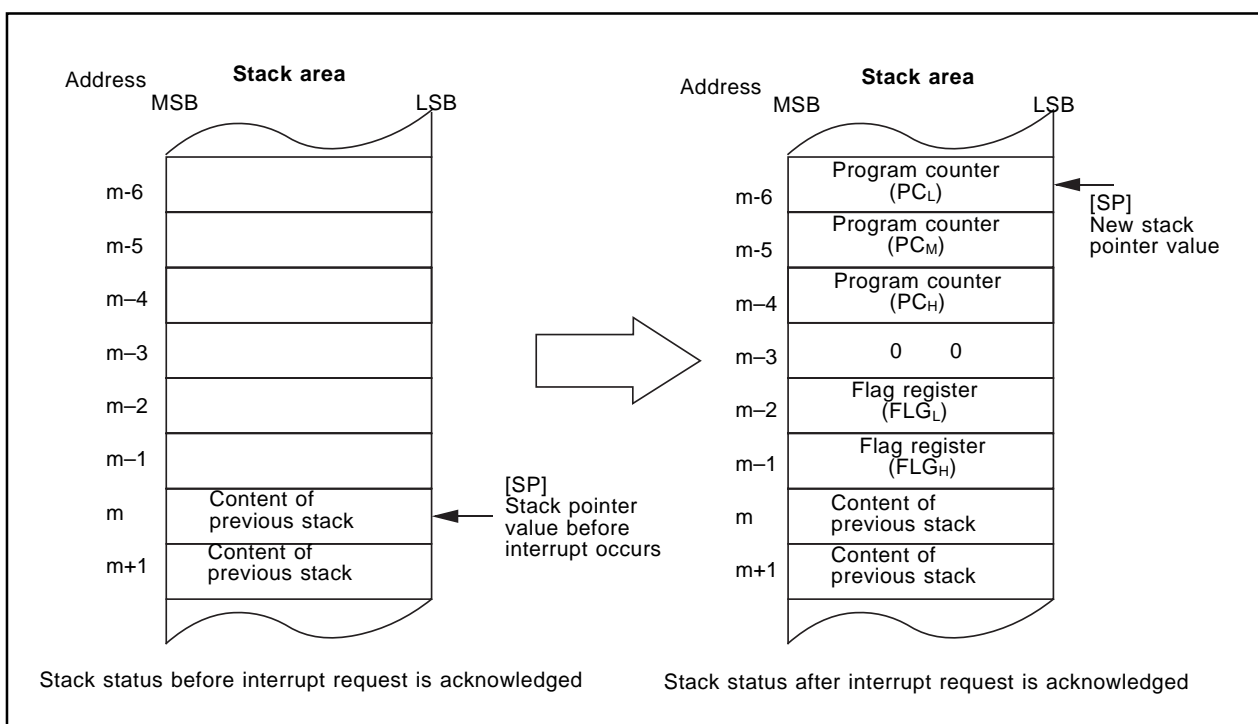 Address
Stack area
MSB
LSB
m-6
m-5
m–4
m–3
m–2
m–1
m
Content of
previous stack
m+1
Content of
previous stack
[SP]
Stack pointer
value before
interrupt occurs
Stack status before interrupt request is acknowledged
Address
Stack area
MSB
LSB
m-6
Program counter
(PCL)
m-5
Program counter
(PCM)
m–4
Program counter
(PCH)
m–3
0 0
m–2
Flag register
(FLGL)
m–1
Flag register
(FLGH)
m
Content of
previous stack
m+1
Content of
previous stack
[SP]
New stack
pointer value
Stack status after interrupt request is acknowledged